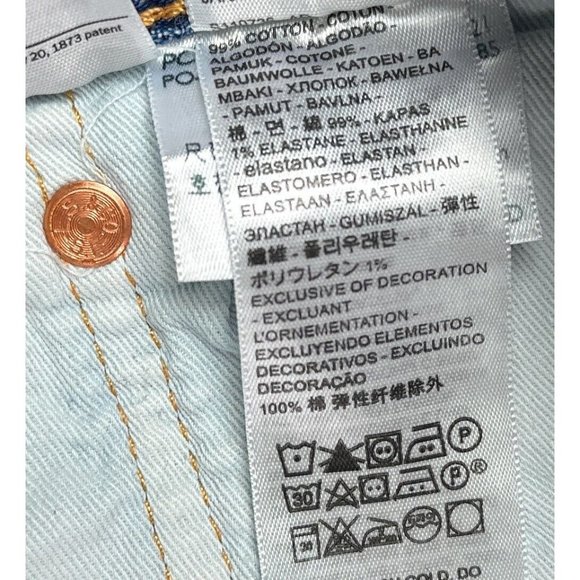 20, 1873 patent
99% COTTON - COTON -
ALGODÓN - ALGODÃO -
PAMUK - COTONE -
BAUMWOLLE - KATOEN - BA
MBAKI - ХЛОПОК - BAWEŁNA
- PAMUT - BAVLNA -
棉 - 면 - 綿 99% - KAPAS
1% ELASTANE - ELASTHANNE
- elastano - ELASTAN -
ELASTOMERO - ELASTHAN -
ELASTAAN - ΕΛΑΣΤΑΝΗ -
ЭЛАСТАН - GUMISZÁL - 彈性
纖維 - 폴리우레탄 -
ポリウレタン 1%
EXCLUSIVE OF DECORATION
- EXCLUANT
L'ORNEMENTATION -
EXCLUYENDO ELEMENTOS
DECORATIVOS - EXCLUINDO
DECORAÇÃO
100% 棉 弹性纤维除外
P
30 P ®
30